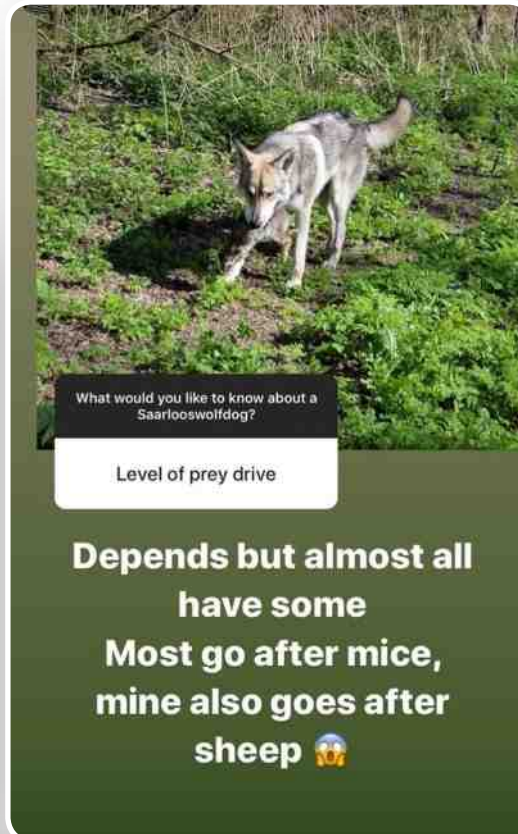 What would you like to know about a
Saarlooswolfdog?
Level of prey drive
Depends but almost all
have some
Most go after mice,
mine also goes after
sheep 😱